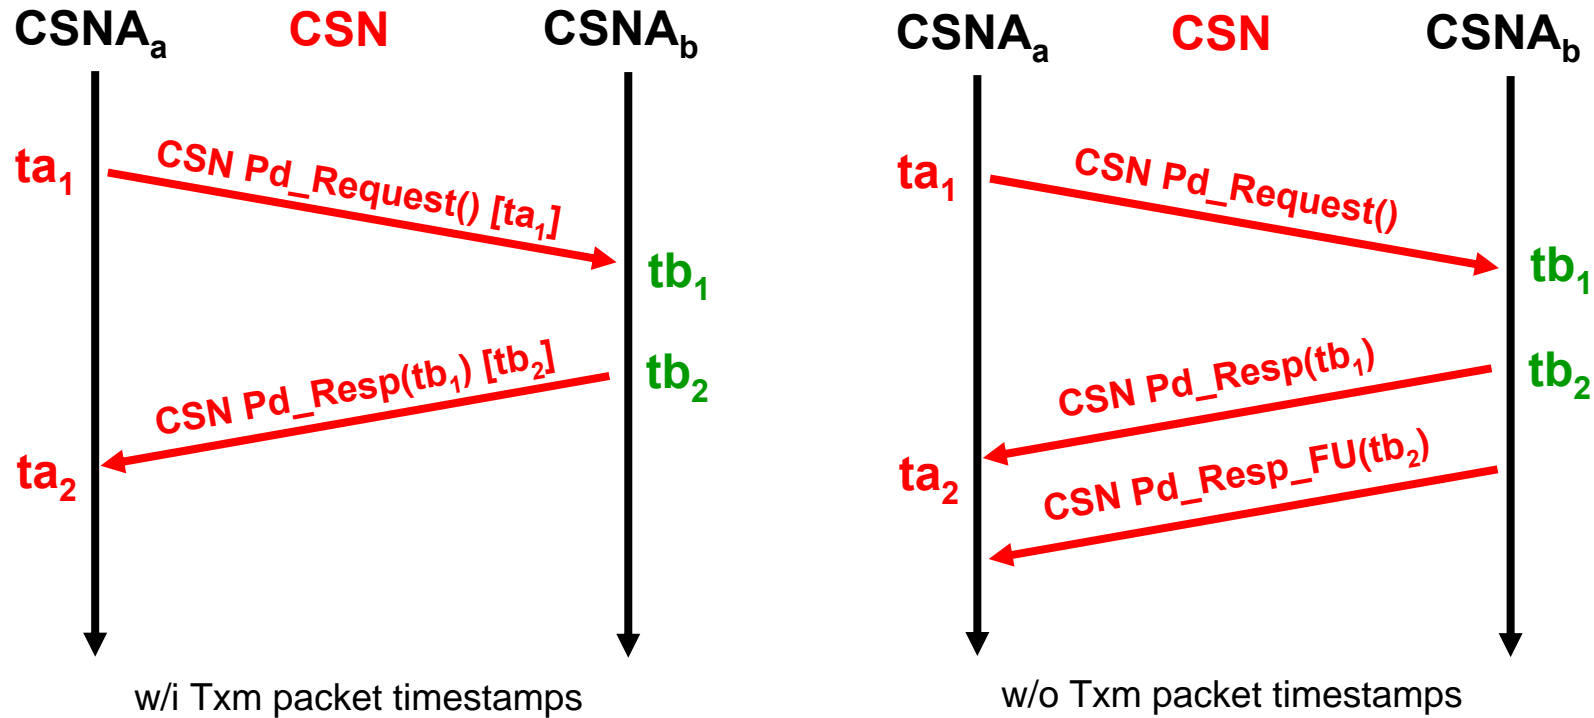 CSNAa CSN CSNAb
ta1
CSN Pd_Request() [ta1]
tb1
CSN Pd_Resp(tb1) [tb2]
tb2
ta2
w/i Txm packet timestamps
CSNAa CSN CSNAb
ta1
CSN Pd_Request()
tb1
CSN Pd_Resp(tb1)
tb2
ta2
CSN Pd_Resp_FU(tb2)
w/o Txm packet timestamps